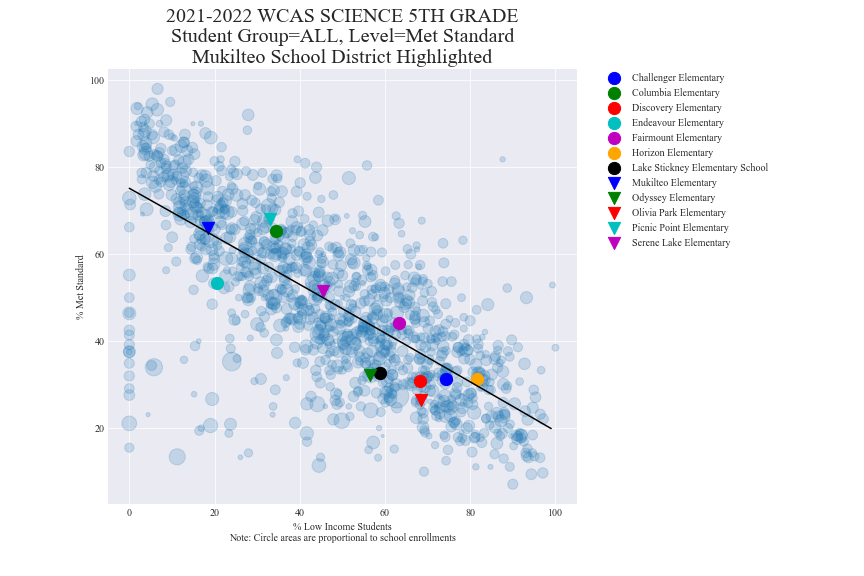 2021-2022 WCAS SCIENCE 5TH GRADE
Student Group=ALL, Level=Met Standard
Mukilteo School District Highlighted
100
80
60
40
20
% Met Standard
0
20
40
60
80
100
% Low Income Students
Note: Circle areas are proportional to school enrollments
Challenger Elementary
Columbia Elementary
Discovery Elementary
Endeavour Elementary
Fairmount Elementary
Horizon Elementary
Lake Stickney Elementary School
Mukilteo Elementary
Odyssey Elementary
Olivia Park Elementary
Picnic Point Elementary
Serene Lake Elementary